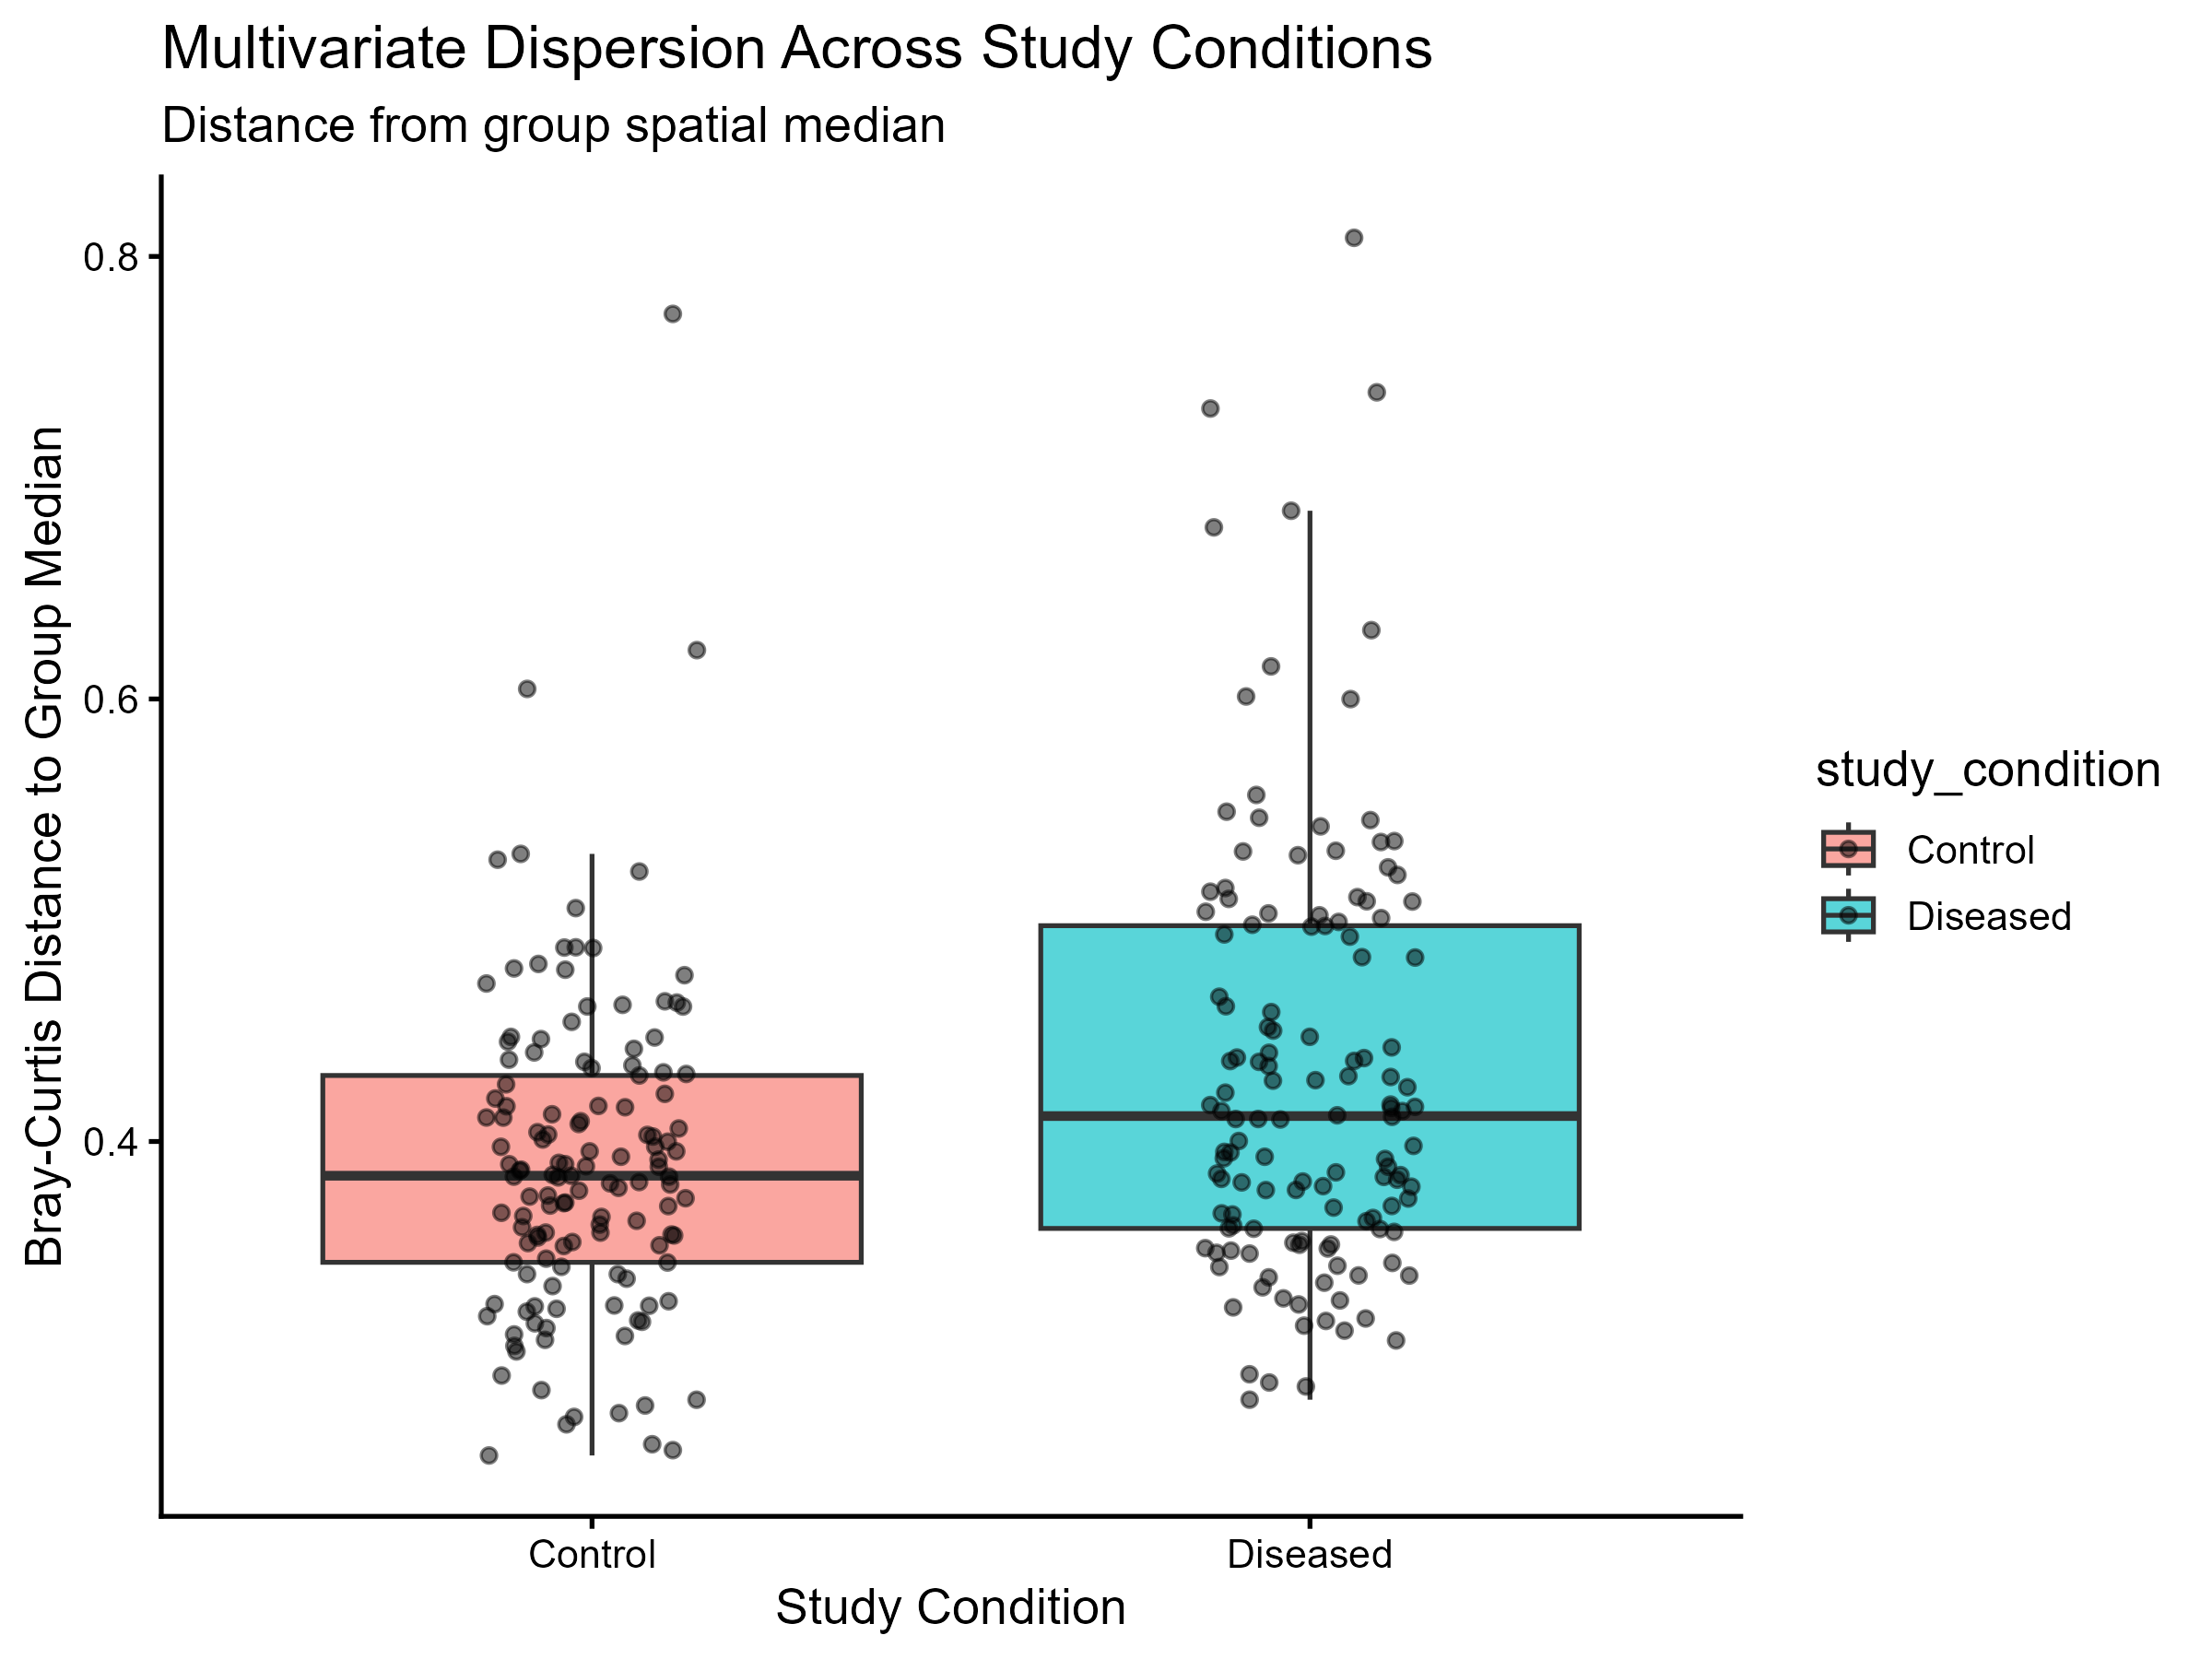 Multivariate Dispersion Across Study Conditions
Distance from group spatial median
Bray-Curtis Distance to Group Median
0.8
0.6
0.4
Control
Diseased
Study Condition
study_condition
Control
Diseased